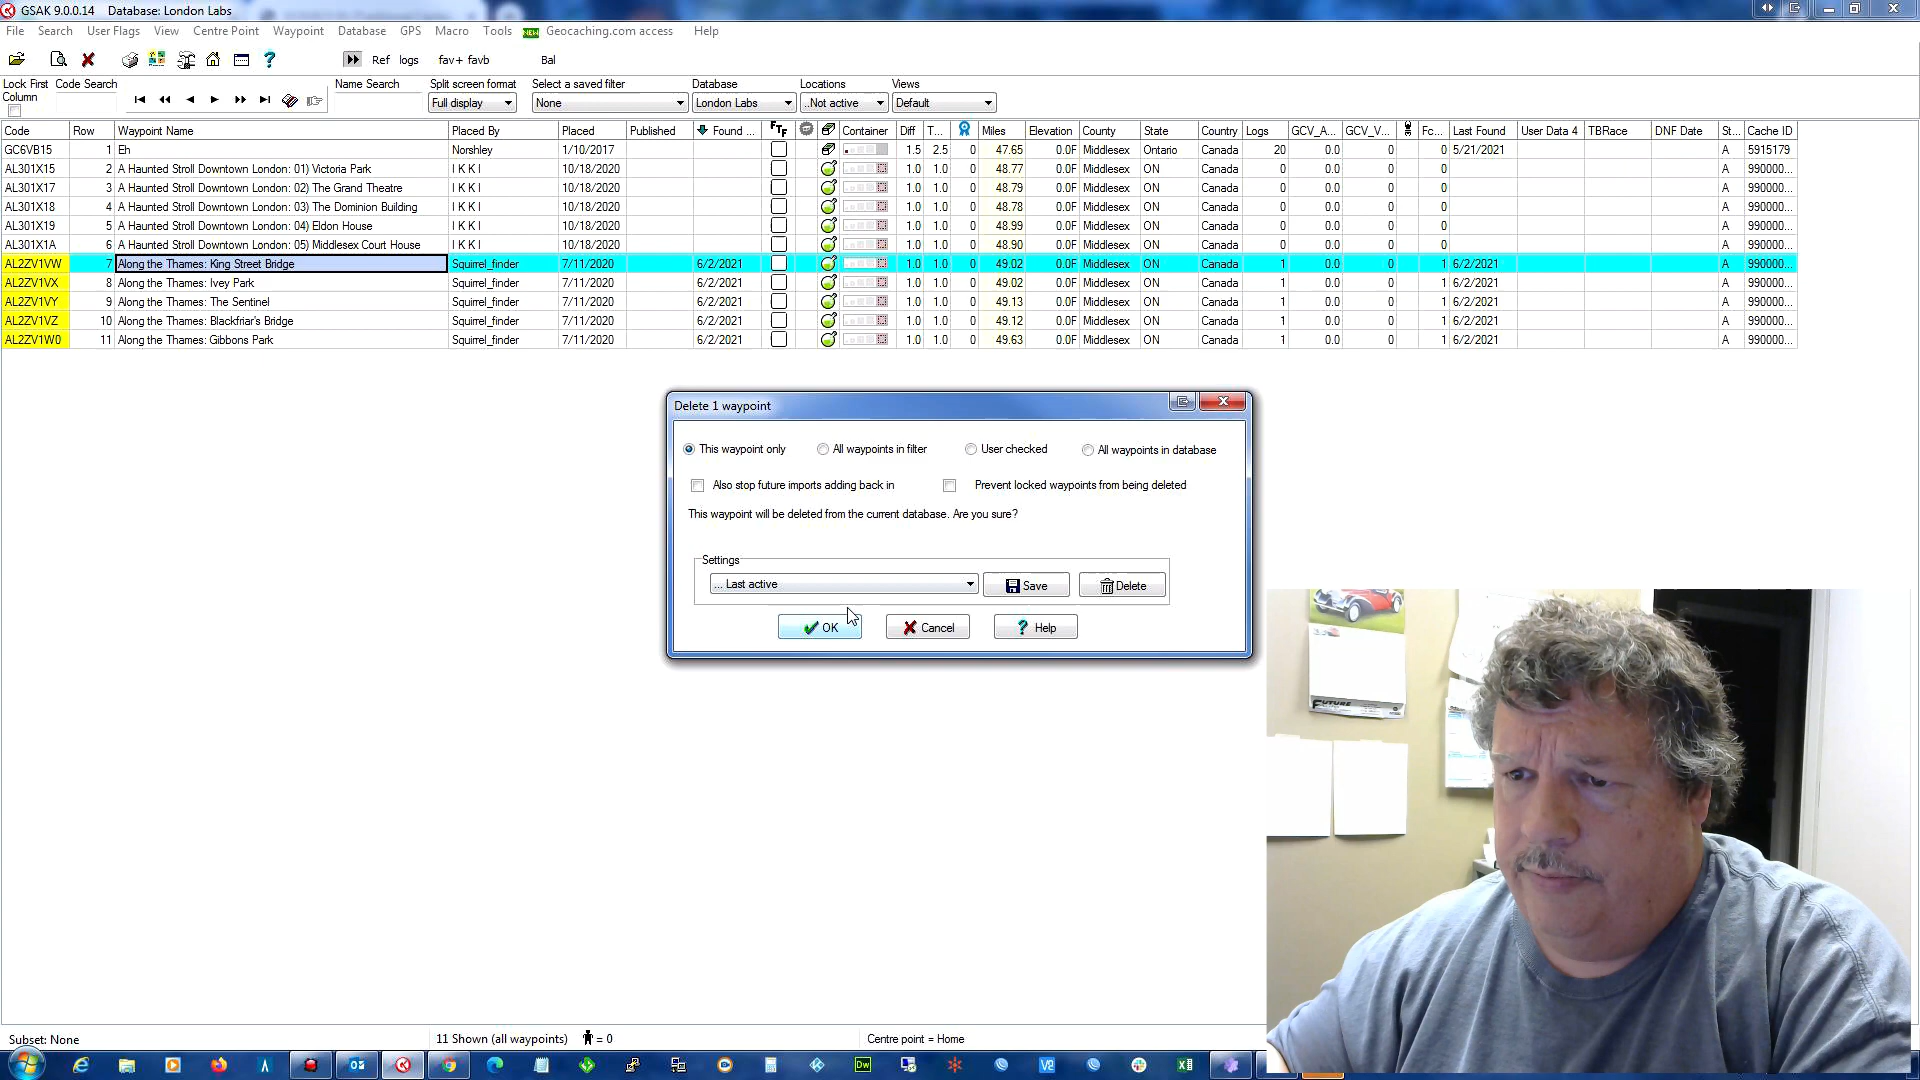 GSAK 9.0.0.14 Database: London Labs
File Search User Flags View Centre Point Waypoint Database GPS Macro Tools NEW Geocaching.com access Help
Ref logs fav+ favb Bal
Lock First Column Code Search Name Search Split screen format Select a saved filter Database Locations Views
Full display None London Labs ..Not active Default
Code Row Waypoint Name Placed By Placed Published Found ... FTF Container Diff T... Miles Elevation County State Country Logs GCV_A... GCV_V... Fc... Last Found User Data 4 TBRace DNF Date St... Cache ID
GC6VB15 1 Eh Norshley 1/10/2017 1.5 2.5 0 47.65 0.0F Middlesex Ontario Canada 20 0.0 0 0 5/21/2021 A 5915179
AL301X15 2 A Haunted Stroll Downtown London: 01) Victoria Park I K K I 10/18/2020 1.0 1.0 0 48.77 0.0F Middlesex ON Canada 0 0.0 0 0 A 990000...
AL301X17 3 A Haunted Stroll Downtown London: 02) The Grand Theatre I K K I 10/18/2020 1.0 1.0 0 48.79 0.0F Middlesex ON Canada 0 0.0 0 0 A 990000...
AL301X18 4 A Haunted Stroll Downtown London: 03) The Dominion Building I K K I 10/18/2020 1.0 1.0 0 48.78 0.0F Middlesex ON Canada 0 0.0 0 0 A 990000...
AL301X19 5 A Haunted Stroll Downtown London: 04) Eldon House I K K I 10/18/2020 1.0 1.0 0 48.99 0.0F Middlesex ON Canada 0 0.0 0 0 A 990000...
AL301X1A 6 A Haunted Stroll Downtown London: 05) Middlesex Court House I K K I 10/18/2020 1.0 1.0 0 48.90 0.0F Middlesex ON Canada 0 0.0 0 0 A 990000...
AL2ZV1VW 7 Along the Thames: King Street Bridge Squirrel_finder 7/11/2020 6/2/2021 1.0 1.0 0 49.02 0.0F Middlesex ON Canada 1 0.0 0 1 6/2/2021 A 990000...
AL2ZV1VX 8 Along the Thames: Ivey Park Squirrel_finder 7/11/2020 6/2/2021 1.0 1.0 0 49.02 0.0F Middlesex ON Canada 1 0.0 0 1 6/2/2021 A 990000...
AL2ZV1VY 9 Along the Thames: The Sentinel Squirrel_finder 7/11/2020 6/2/2021 1.0 1.0 0 49.13 0.0F Middlesex ON Canada 1 0.0 0 1 6/2/2021 A 990000...
AL2ZV1VZ 10 Along the Thames: Blackfriar's Bridge Squirrel_finder 7/11/2020 6/2/2021 1.0 1.0 0 49.12 0.0F Middlesex ON Canada 1 0.0 0 1 6/2/2021 A 990000...
AL2ZV1W0 11 Along the Thames: Gibbons Park Squirrel_finder 7/11/2020 6/2/2021 1.0 1.0 0 49.63 0.0F Middlesex ON Canada 1 0.0 0 1 6/2/2021 A 990000...
Delete 1 waypoint
This waypoint only All waypoints in filter User checked All waypoints in database
Also stop future imports adding back in Prevent locked waypoints from being deleted
This waypoint will be deleted from the current database. Are you sure?
Settings
... Last active Save Delete
OK Cancel Help
FUTURE
Subset: None 11 Shown (all waypoints) = 0 Centre point = Home
Dw